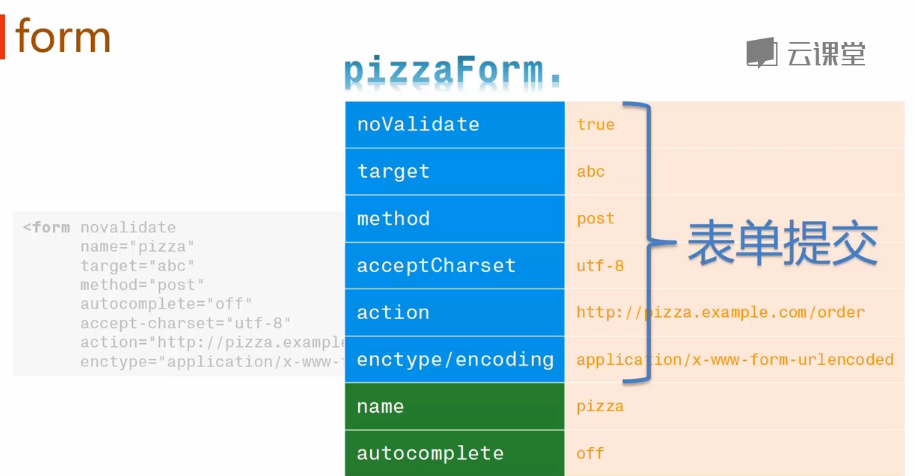 form
云课堂
pizzaForm.
noValidate true
target abc
method post
acceptCharset utf-8
action http://pizza.example.com/order
enctype/encoding application/x-www-form-urlencoded
name pizza
autocomplete off
表单提交
<form novalidate
name="pizza"
target="abc"
method="post"
autocomplete="off"
accept-charset="utf-8"
action="http://pizza.example
enctype="application/x-www-